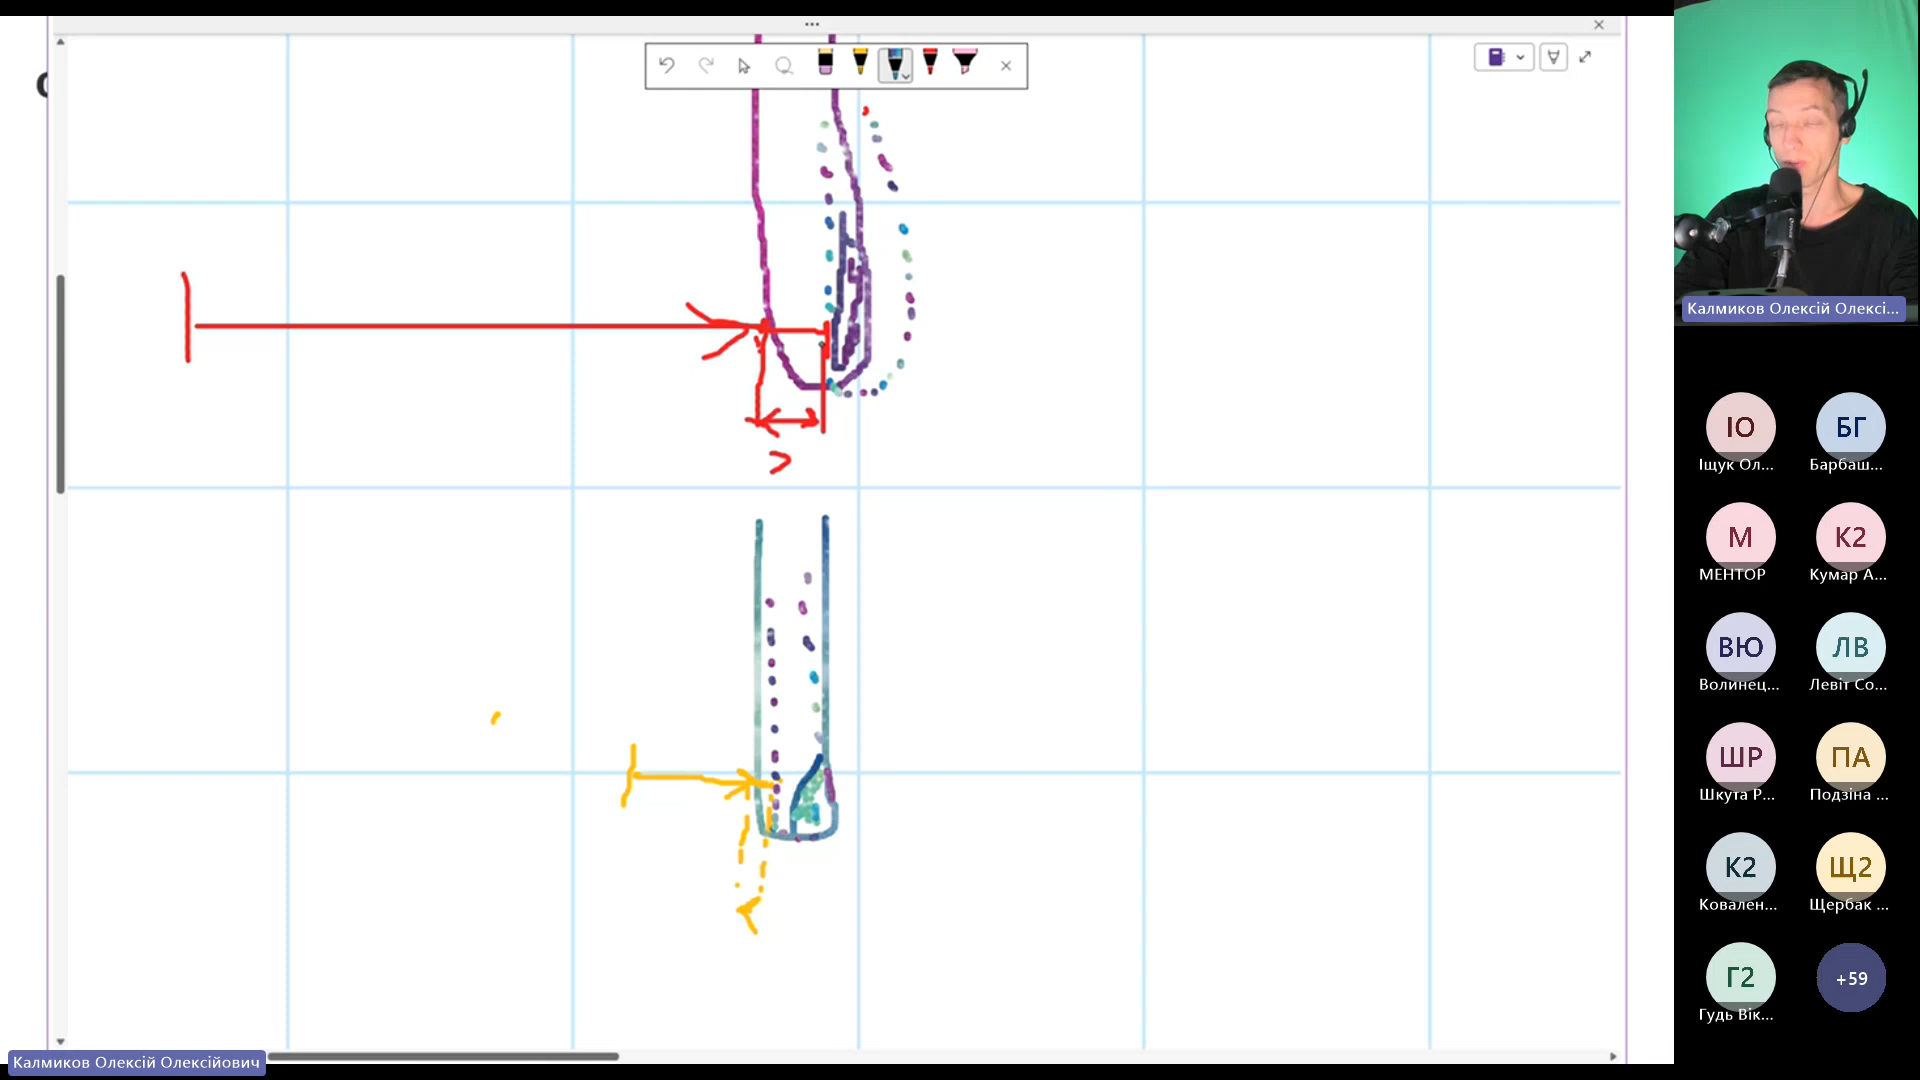 Калмиков Олексій Олексі...
ІО
БГ
Іщук Ол...
Барбаш...
М
К2
МЕНТОР
Кумар А...
ВЮ
ЛВ
Волинец...
Левіт Со...
ШР
ПА
Шкута Р...
Подзіна ...
К2
Щ2
Ковален...
Щербак ...
Г2
+59
Гудь Вік...
Калмиков Олексій Олексійович